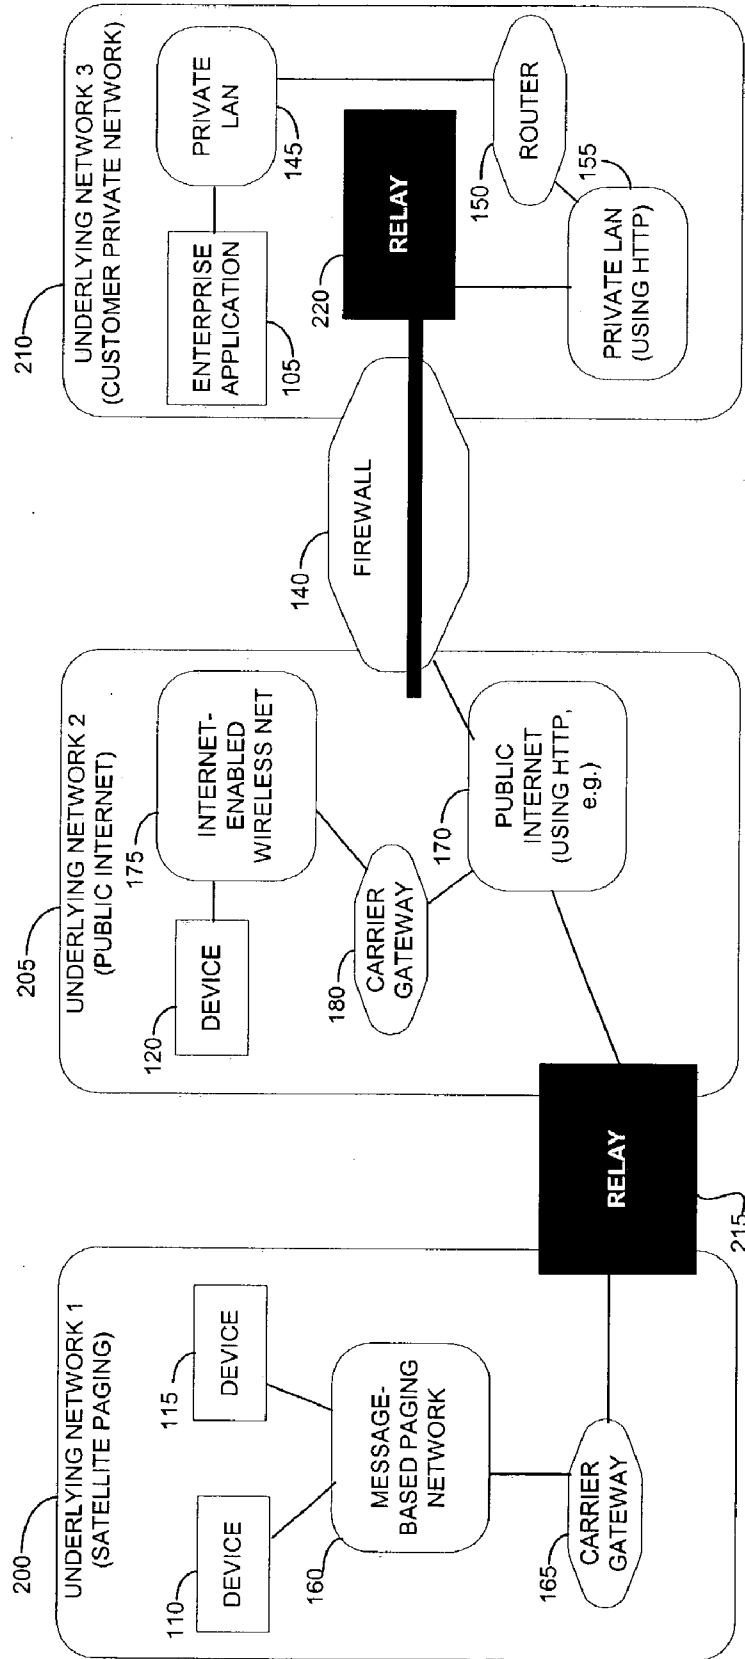 200
UNDERLYING NETWORK 1
(SATELLITE PAGING)
110
DEVICE
115
DEVICE
160
MESSAGE-
BASED PAGING
NETWORK
165
CARRIER
GATEWAY
RELAY
215
205
UNDERLYING NETWORK 2
(PUBLIC INTERNET)
120
DEVICE
175
INTERNET-
ENABLED
WIRELESS NET
180
CARRIER
GATEWAY
170
PUBLIC
INTERNET
(USING HTTP,
e.g.)
140
FIREWALL
210
UNDERLYING NETWORK 3
(CUSTOMER PRIVATE NETWORK)
ENTERPRISE
APPLICATION
105
PRIVATE
LAN
145
220
RELAY
150
ROUTER
PRIVATE LAN
(USING HTTP)
155